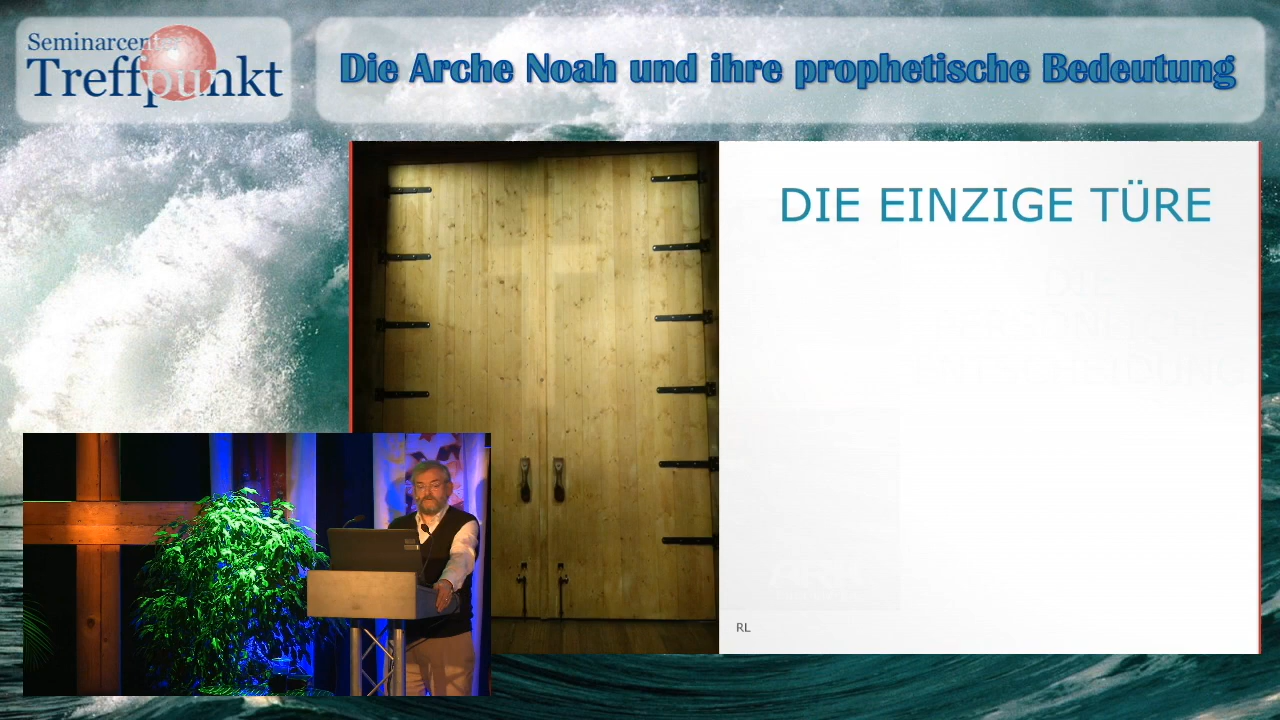 Seminarcenter
Treffpunkt
Die Arche Noah und ihre prophetische Bedeutung
DIE EINZIGE TÜRE
RL